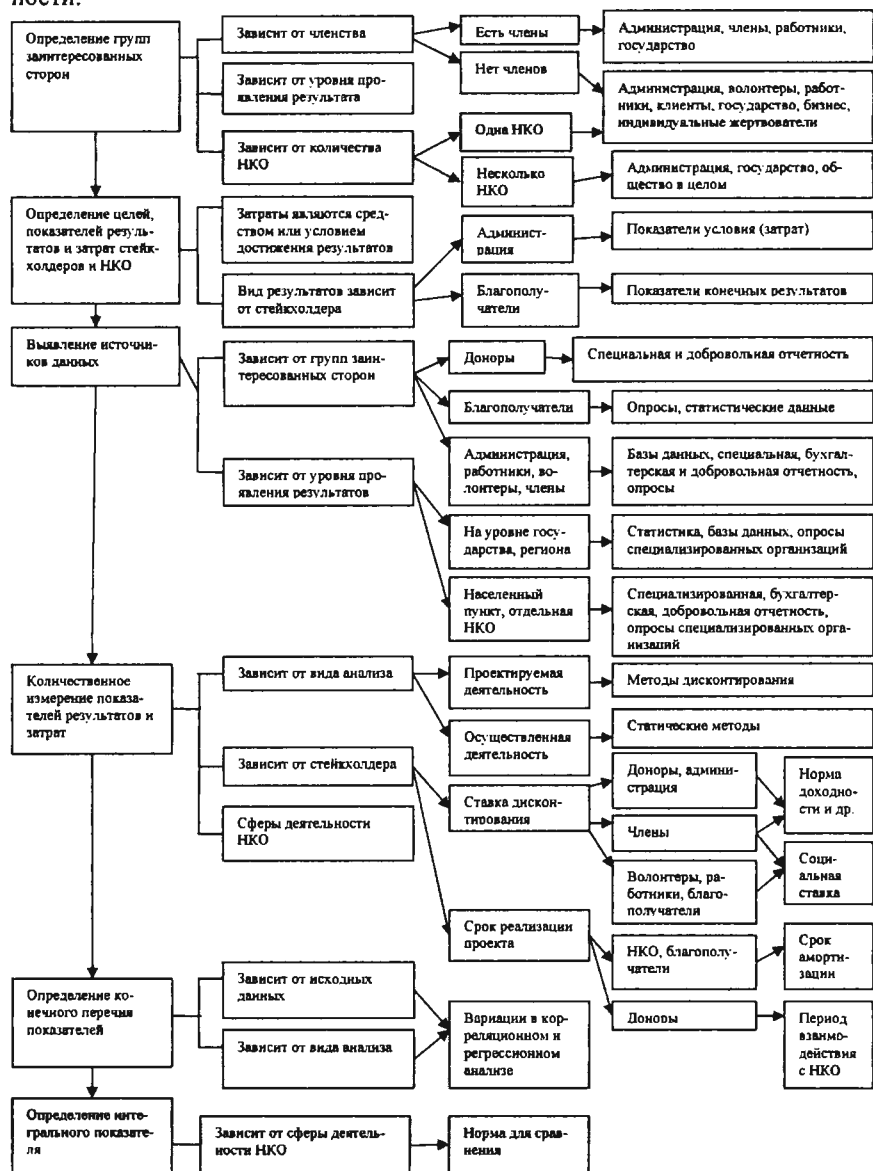 ности.
Определение групп
заинтересованных
сторон
Зависит от членства
Есть члены
Администрация, члены, работники,
государство
Нет членов
Зависит от уровня про-
явления результата
Администрация, волонтеры, работ-
ники, клиенты, государство, бизнес,
индивидуальные жертвователи
Зависит от количества
НКО
Одна НКО
Несколько
НКО
Администрация, государство, об-
щество в целом
Определение целей,
показателей резуль-
татов и затрат стейк-
холдеров и НКО
Затраты являются сред-
ством или условием
достижения результатов
Админист-
рация
Показатели условия (затрат)
Вид результатов зависит
от стейкхолдера
Благополу-
чатели
Показатели конечных результатов
Выявление источни-
ков данных
Зависит от групп заин-
тересованных сторон
Доноры
Специальная и добровольная отчетность
Благополучатели
Опросы, статистические данные
Администрация,
работники, во-
лонтеры, члены
Базы данных, специальная, бухгал-
терская и добровольная отчетность,
опросы
Зависит от уровня про-
явления результатов
На уровне госу-
дарства, региона
Статистика, базы данных, опросы
специализированных организаций
Населенный
пункт, отдельная
НКО
Специализированная, бухгалтер-
ская, добровольная отчетность,
опросы специализированных орга-
низаций
Количественное
измерение показа-
телей результатов и
затрат
Зависит от вида анализа
Проектируемая
деятельность
Методы дисконтирования
Осуществленная
деятельность
Статические методы
Зависит от стейкхолдера
Ставка дискон-
тирования
Доноры, админи-
страция
Норма
доходно-
сти и др.
Члены
Сферы деятельности
НКО
Волонтеры, ра-
ботники, благо-
получатели
Соци-
альная
ставка
Срок реализации
проекта
НКО, благополу-
чатели
Срок
аморти-
зации
Доноры
Период
взаимо-
действия
с НКО
Определение ко-
нечного перечня
показателей
Зависит от исходных
данных
Зависит от вида анализа
Вариации в кор-
реляционном и
регрессионном
анализе
Определение инте-
грального показате-
ля
Зависит от сферы деятель-
ности НКО
Норма для срав-
нения